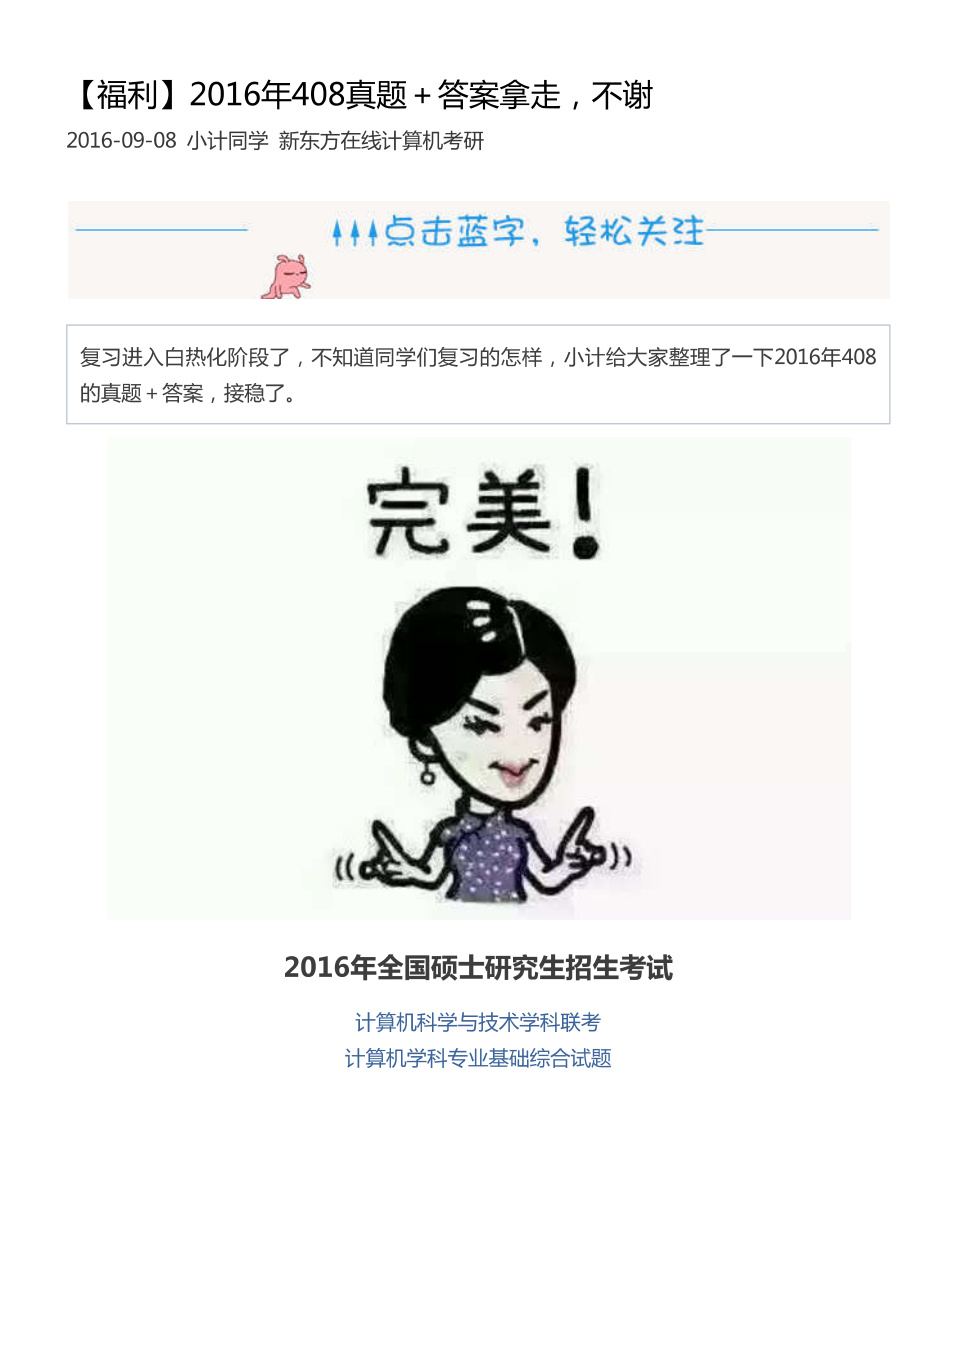 【福利】2016年408真题＋答案拿走，不谢
2016-09-08 小计同学 新东方在线计算机考研
点击蓝字，轻松关注
复习进入白热化阶段了，不知道同学们复习的怎样，小计给大家整理了一下2016年408
的真题＋答案，接稳了。
完美！
2016年全国硕士研究生招生考试
计算机科学与技术学科联考
计算机学科专业基础综合试题